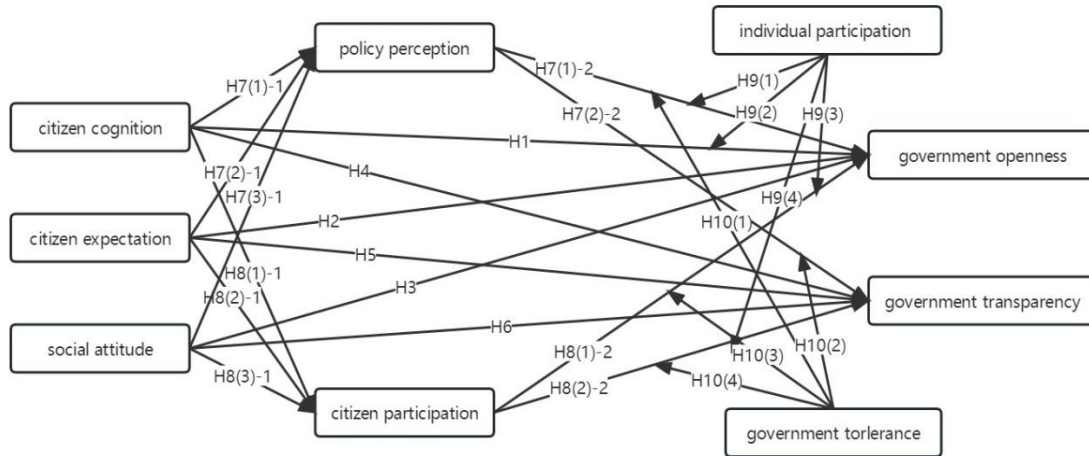 individual participation
policy perception
H7(1)-2
H9(1)
H7(1)-1
H7(2)-2
H9(2)
H9(3)
citizen cognition
H1
government openness
H7(2)-1
H4
H7(3)-1
H9(4)
H2
H10(1)
citizen expectation
H5
H8(1)-1
H3
H8(2)-1
government transparency
H6
social attitude
H8(1)-2
H10(3)
H10(2)
H8(3)-1
H8(2)-2
H10(4)
citizen participation
government torlerance